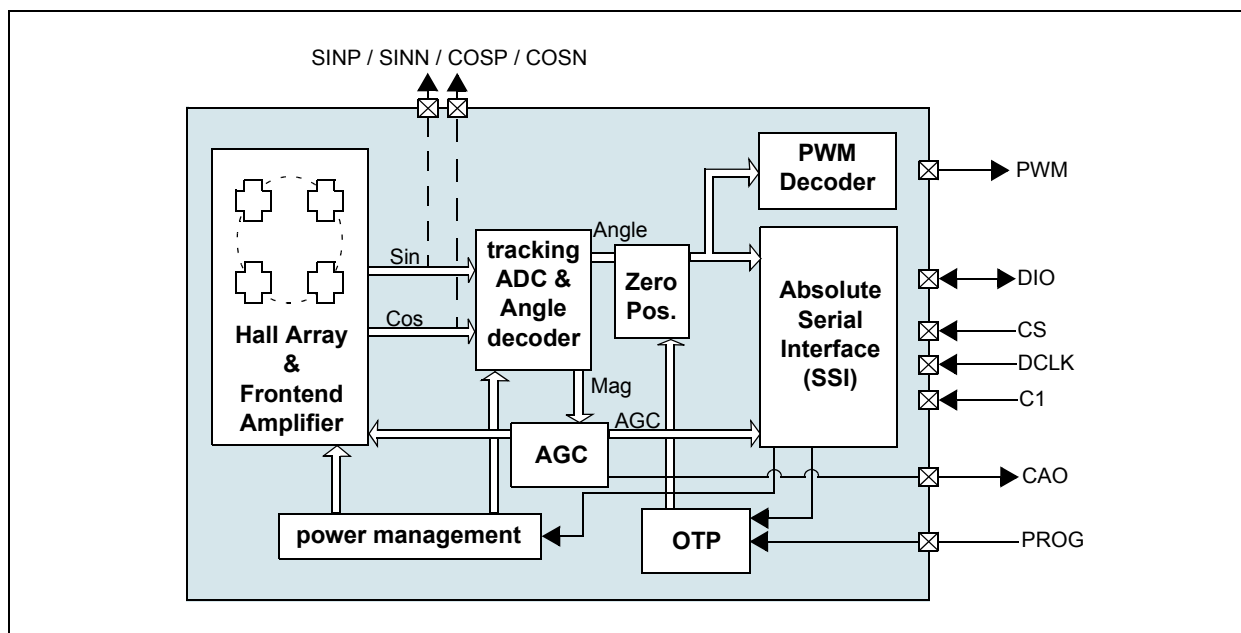 SINP / SINN / COSP / COSN
PWM
Decoder
PWM
Hall Array
&
Frontend
Amplifier
Sin
Cos
tracking
ADC &
Angle
decoder
Angle
Zero
Pos.
Absolute
Serial
Interface
(SSI)
DIO
CS
DCLK
C1
Mag
AGC
AGC
CAO
power management
OTP
PROG